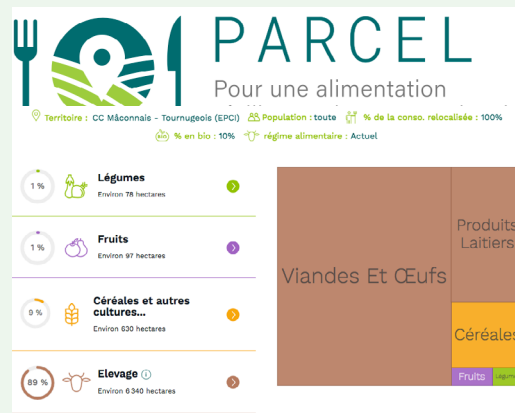 PARCEL
Pour une alimentation
Territoire : CC Mâconnais - Tournugeois (EPCI) Population : toute % de la conso. relocalisée : 100%
% en bio : 10% régime alimentaire : Actuel
1 %
Légumes
Environ 78 hectares
1 %
Fruits
Environ 97 hectares
9 %
Céréales et autres
cultures...
Environ 630 hectares
89 %
Elevage
Environ 6 340 hectares
Viandes Et Œufs
Produits
Laitiers
Céréales
Fruits